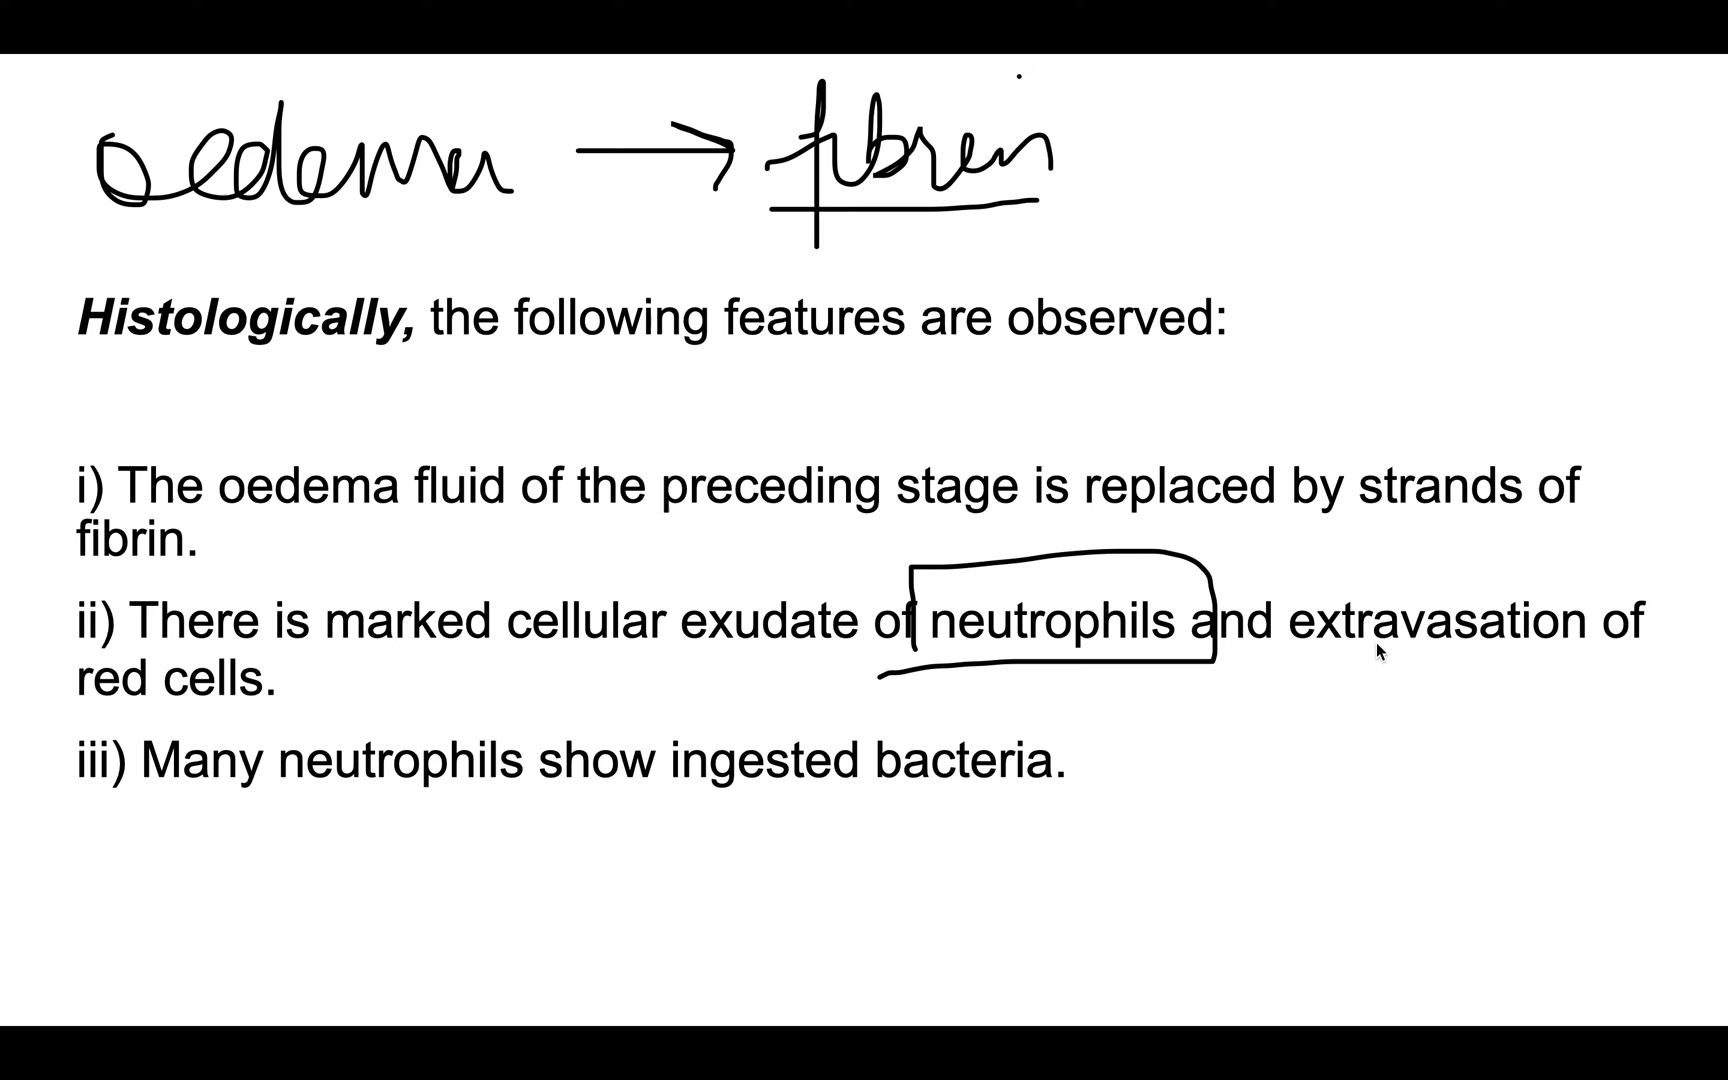 oedema → fibrin
Histologically, the following features are observed:
i) The oedema fluid of the preceding stage is replaced by strands of
fibrin.
ii) There is marked cellular exudate of neutrophils and extravasation of
red cells.
iii) Many neutrophils show ingested bacteria.